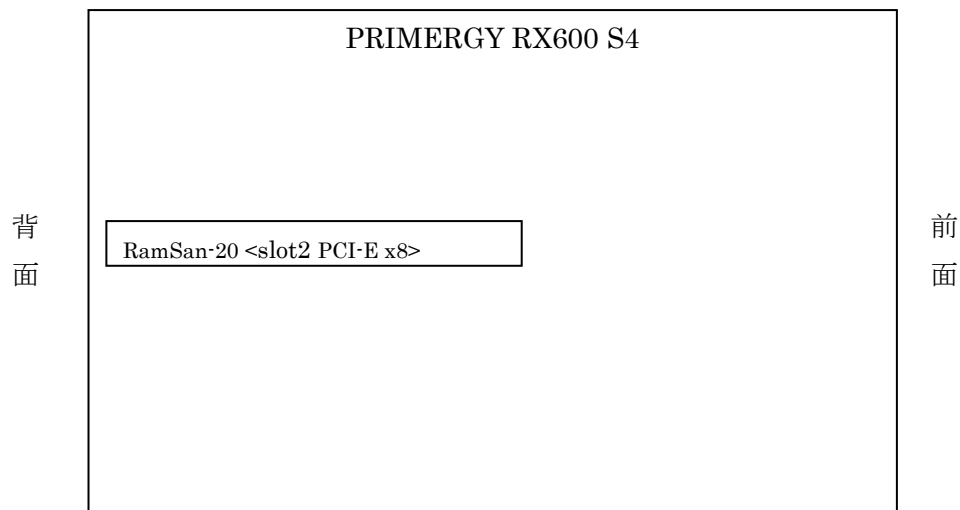 PRIMERGY RX600 S4
背面
RamSan-20 <slot2 PCI-E x8>
前面